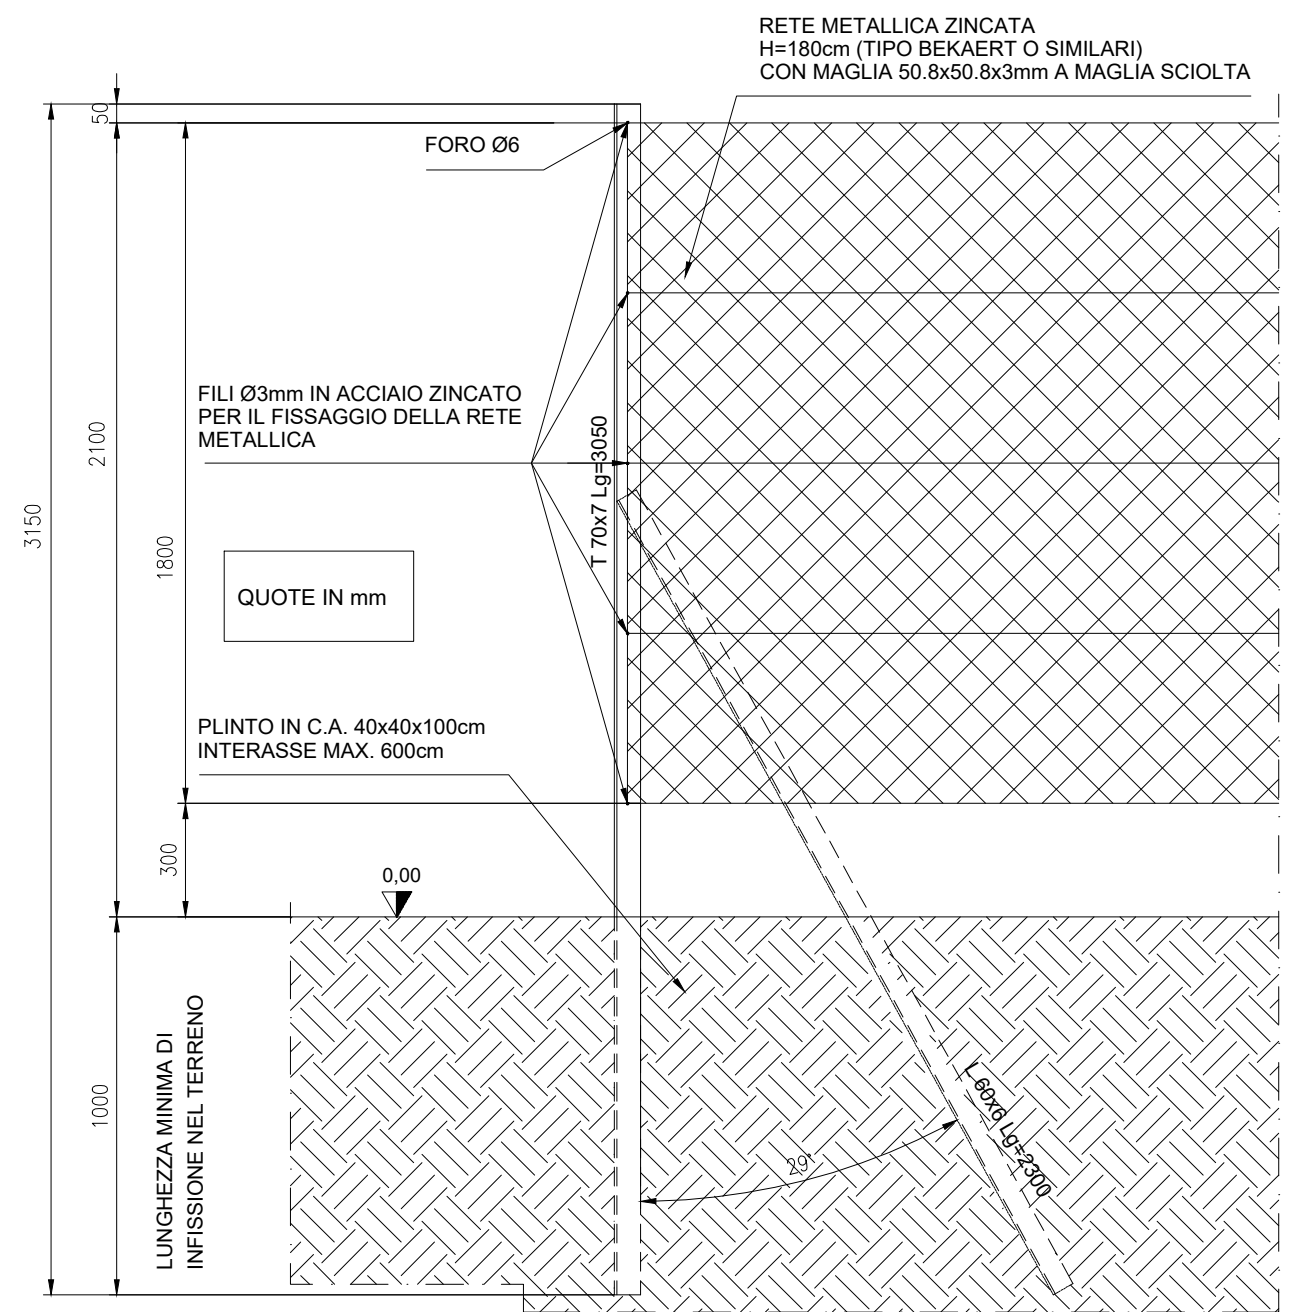 RETE METALLICA ZINCATA
H=180cm (TIPO BEKAERT O SIMILARI)
CON MAGLIA 50.8x50.8x3mm A MAGLIA SCIOLTA
50
FORO Ø6
FILI Ø3mm IN ACCIAIO ZINCATO
PER IL FISSAGGIO DELLA RETE
METALLICA
T 70x7 Lg=3050
2100
3150
1800
QUOTE IN mm
PLINTO IN C.A. 40x40x100cm
INTERASSE MAX. 600cm
300
0,00
1000
LUNGHEZZA MINIMA DI
INFISSIONE NEL TERRENO
29°
L 60x6 Lg=2300